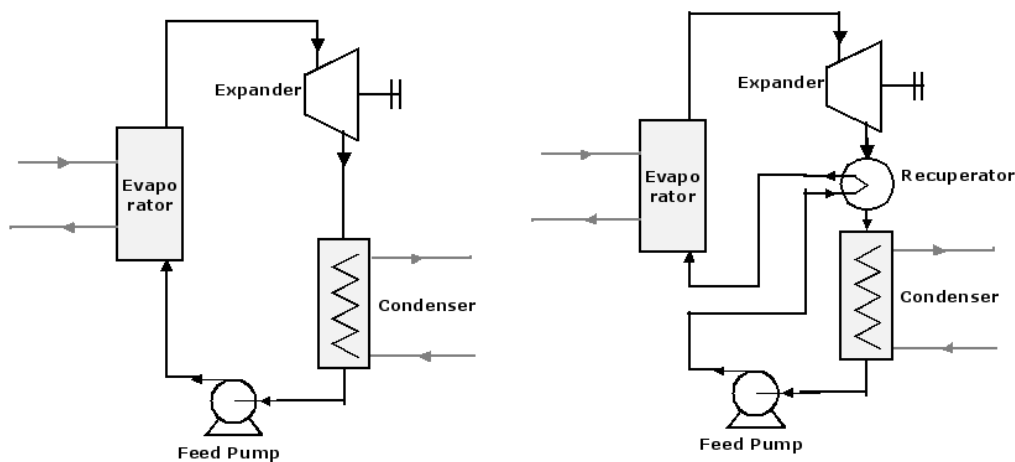 Expander
Evapo
rator
Condenser
Feed Pump
Expander
Recuperator
Evapo
rator
Condenser
Feed Pump